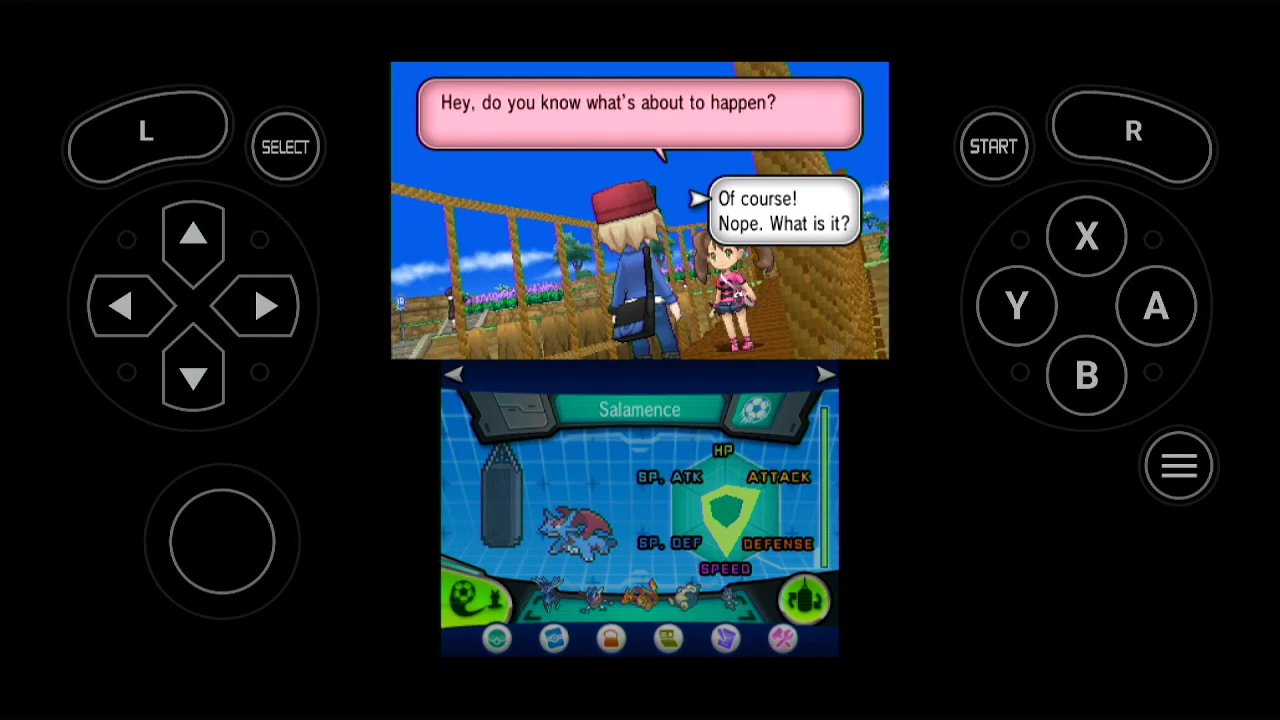 L
SELECT
START
R
Hey, do you know what's about to happen?
Of course!
Nope. What is it?
X
Y
A
B
Salamence
HP
SP. ATK
ATTACK
SP. DEF
DEFENSE
SPEED